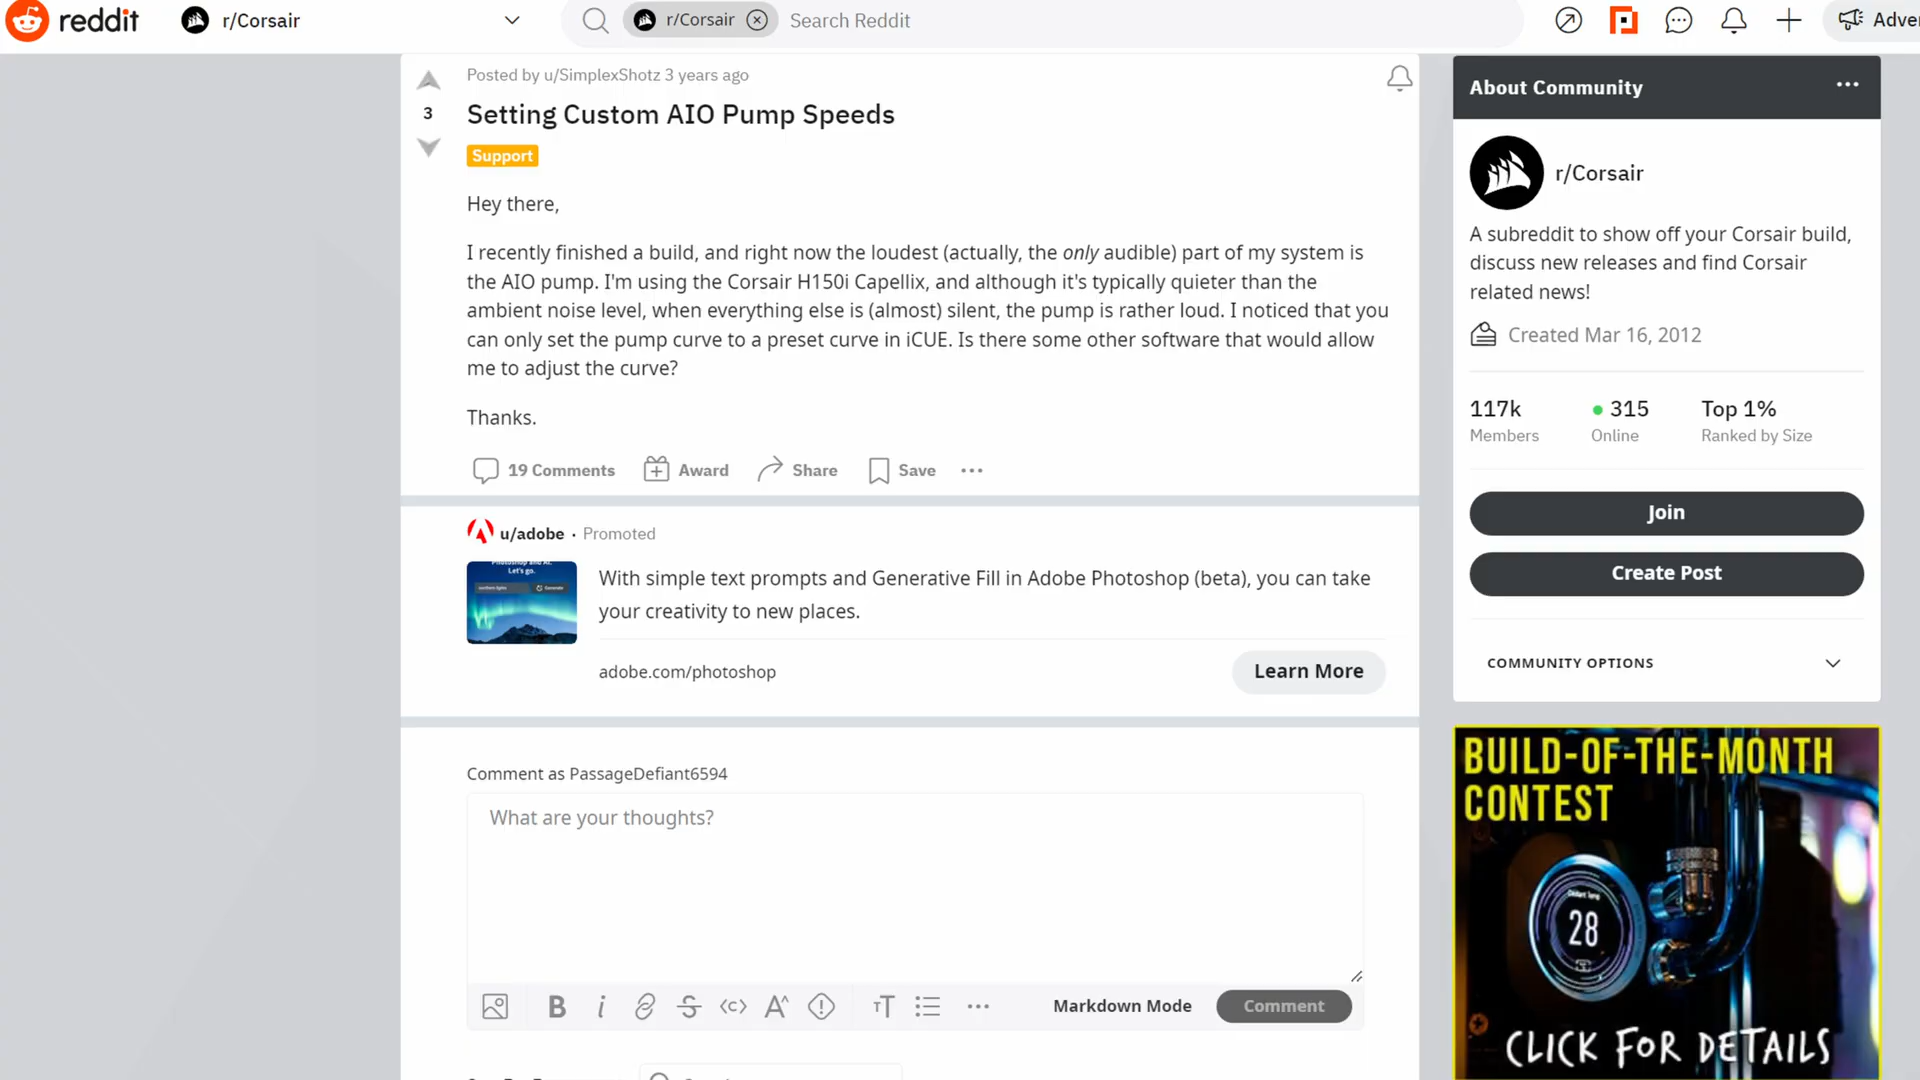 reddit
r/Corsair
r/Corsair
Search Reddit
Posted by u/SimplexShotz 3 years ago
3
Setting Custom AIO Pump Speeds
Support
Hey there,
I recently finished a build, and right now the loudest (actually, the only audible) part of my system is
the AIO pump. I'm using the Corsair H150i Capellix, and although it's typically quieter than the
ambient noise level, when everything else is (almost) silent, the pump is rather loud. I noticed that you
can only set the pump curve to a preset curve in iCUE. Is there some other software that would allow
me to adjust the curve?
Thanks.
19 Comments
Award
Share
Save
u/adobe · Promoted
Let's go.
With simple text prompts and Generative Fill in Adobe Photoshop (beta), you can take
your creativity to new places.
adobe.com/photoshop
Learn More
Comment as PassageDefiant6594
What are your thoughts?
Markdown Mode
Comment
About Community
r/Corsair
A subreddit to show off your Corsair build,
discuss new releases and find Corsair
related news!
Created Mar 16, 2012
117k
Members
315
Online
Top 1%
Ranked by Size
Join
Create Post
COMMUNITY OPTIONS
BUILD-OF-THE-MONTH
CONTEST
28
CLICK FOR DETAILS